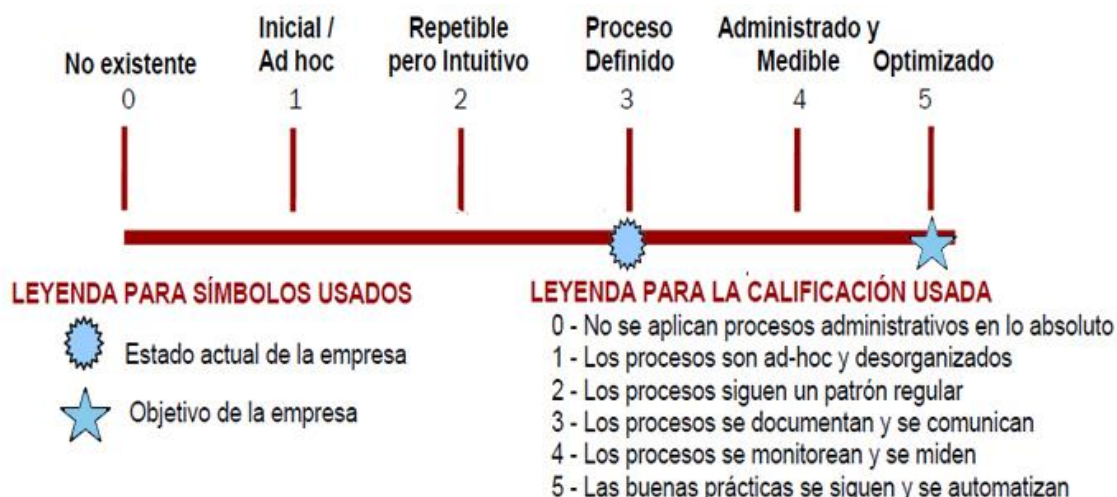 No existente
0
Inicial /
Ad hoc
1
Repetible
pero Intuitivo
2
Proceso
Definido
3
Administrado y
Medible
4
Optimizado
5
LEYENDA PARA SÍMBOLOS USADOS
Estado actual de la empresa
Objetivo de la empresa
LEYENDA PARA LA CALIFICACIÓN USADA
0 - No se aplican procesos administrativos en lo absoluto
1 - Los procesos son ad-hoc y desorganizados
2 - Los procesos siguen un patrón regular
3 - Los procesos se documentan y se comunican
4 - Los procesos se monitorean y se miden
5 - Las buenas prácticas se siguen y se automatizan